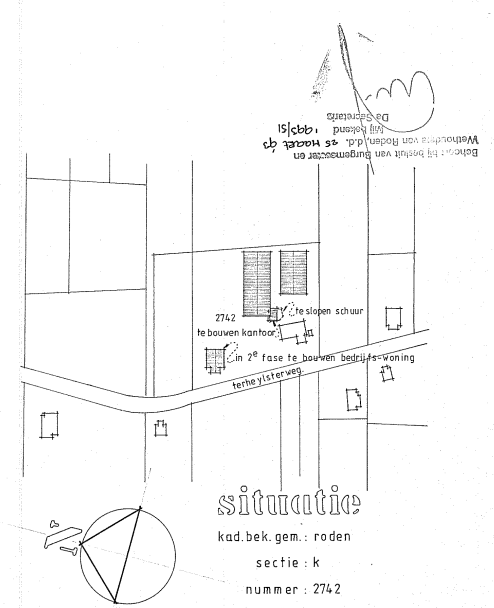 Behoort bij besluit van Burgemeester en
Wethouders van Roden, d.d. 25 maart '93
Mij bekend 1993/51
De Secretaris
2742
te slopen schuur
te bouwen kantoor
in 2e fase te bouwen bedrijfs-woning
terheylsterweg.
situatie
kad.bek.gem.: roden
sectie : k
nummer : 2742